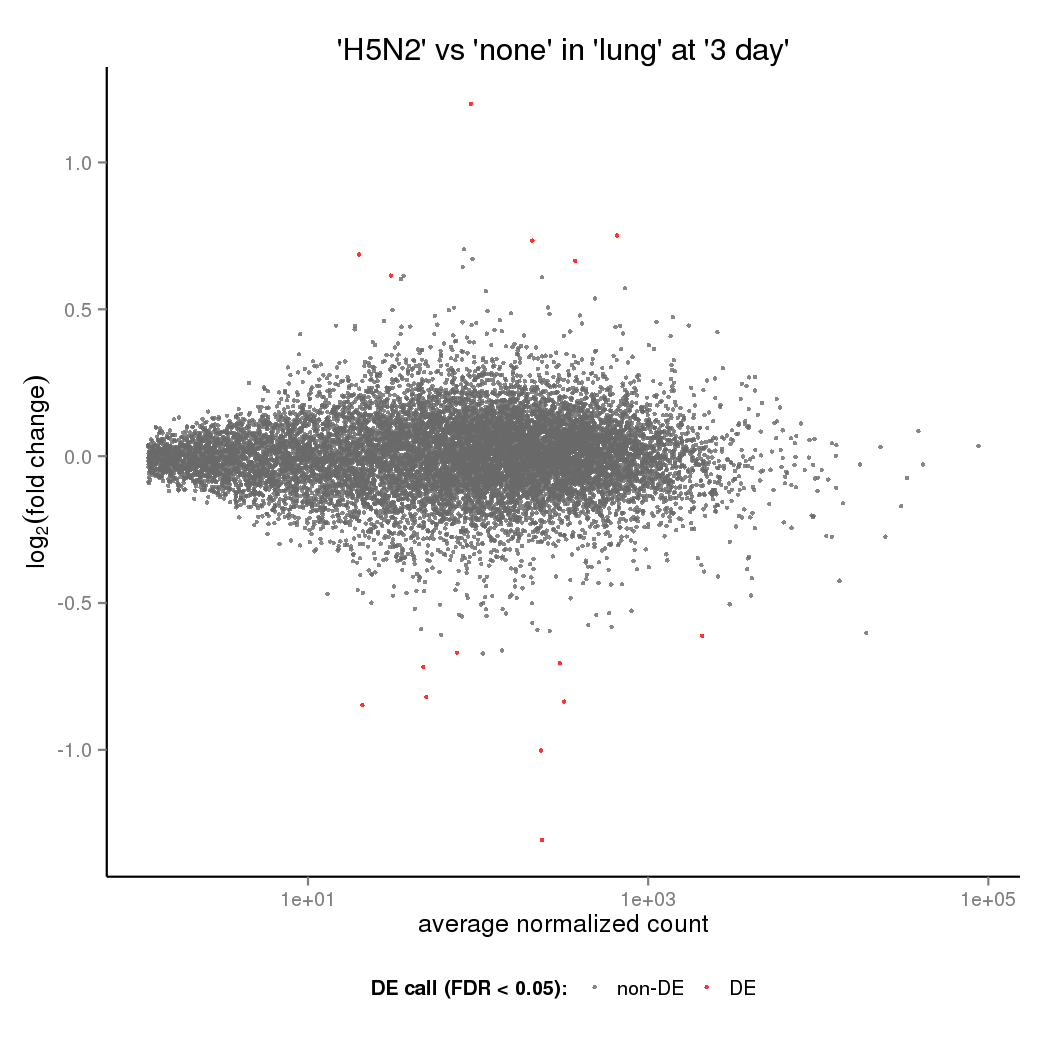 'H5N2' vs 'none' in 'lung' at '3 day'
log₂(fold change)
1.0
0.5
0.0
-0.5
-1.0
1e+01
1e+03
1e+05
average normalized count
DE call (FDR < 0.05): non-DE DE